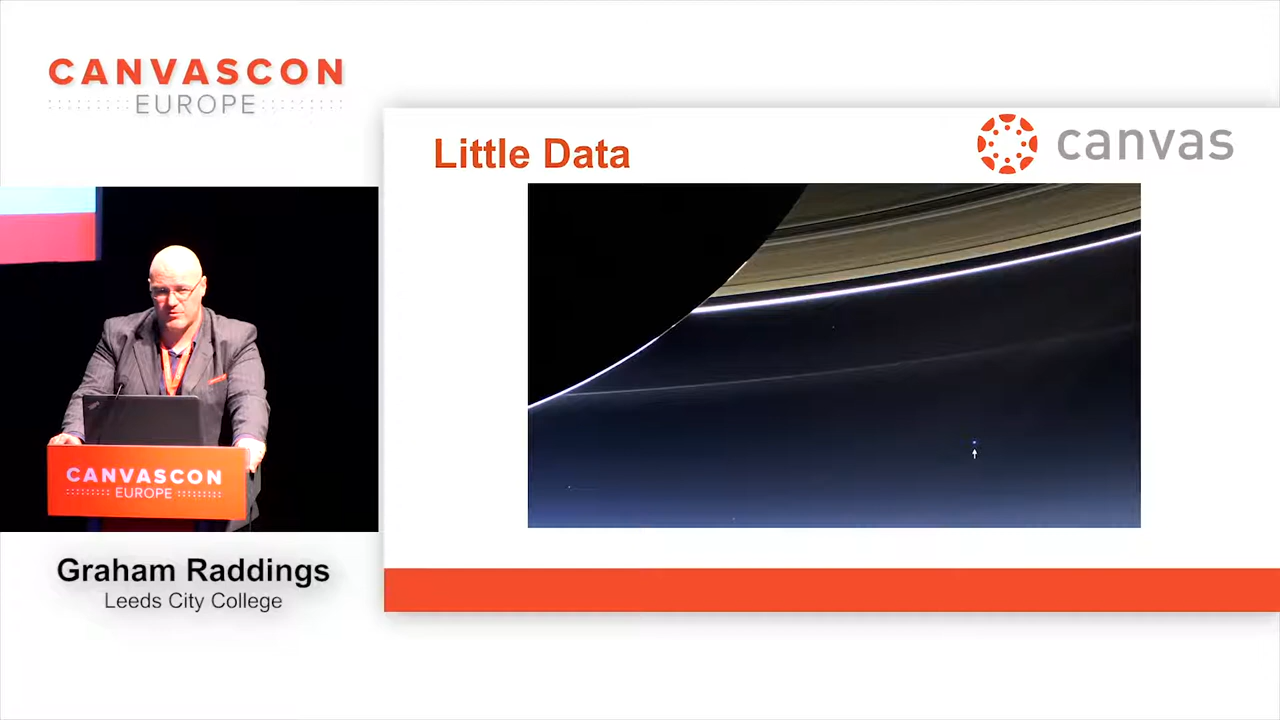 CANVASCON
EUROPE
Little Data
canvas
CANVASCON
EUROPE
Graham Raddings
Leeds City College